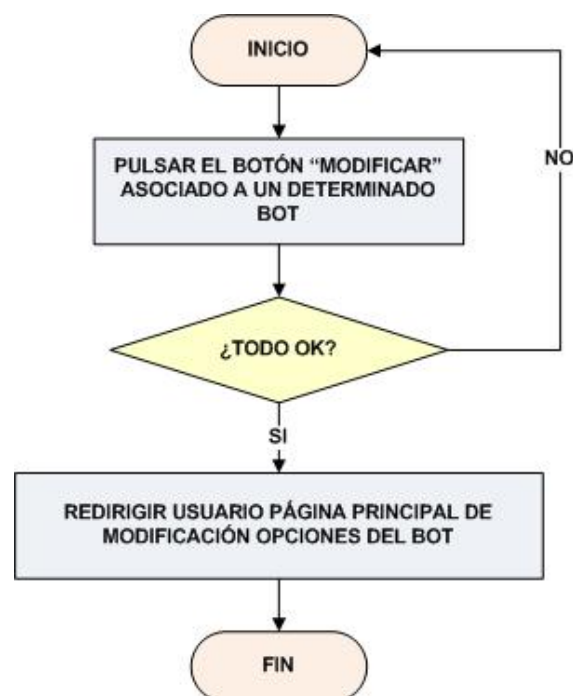 INICIO
PULSAR EL BOTÓN “MODIFICAR”
ASOCIADO A UN DETERMINADO
BOT
NO
¿TODO OK?
SI
REDIRIGIR USUARIO PÁGINA PRINCIPAL DE
MODIFICACIÓN OPCIONES DEL BOT
FIN